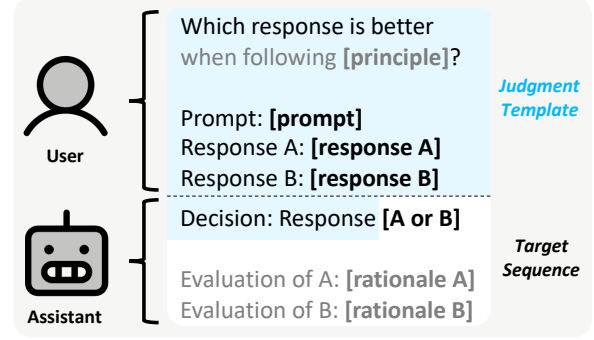 Which response is better
when following [principle]?
Prompt: [prompt]
Response A: [response A]
Response B: [response B]
Judgment
Template
User
Decision: Response [A or B]
Evaluation of A: [rationale A]
Evaluation of B: [rationale B]
Target
Sequence
Assistant